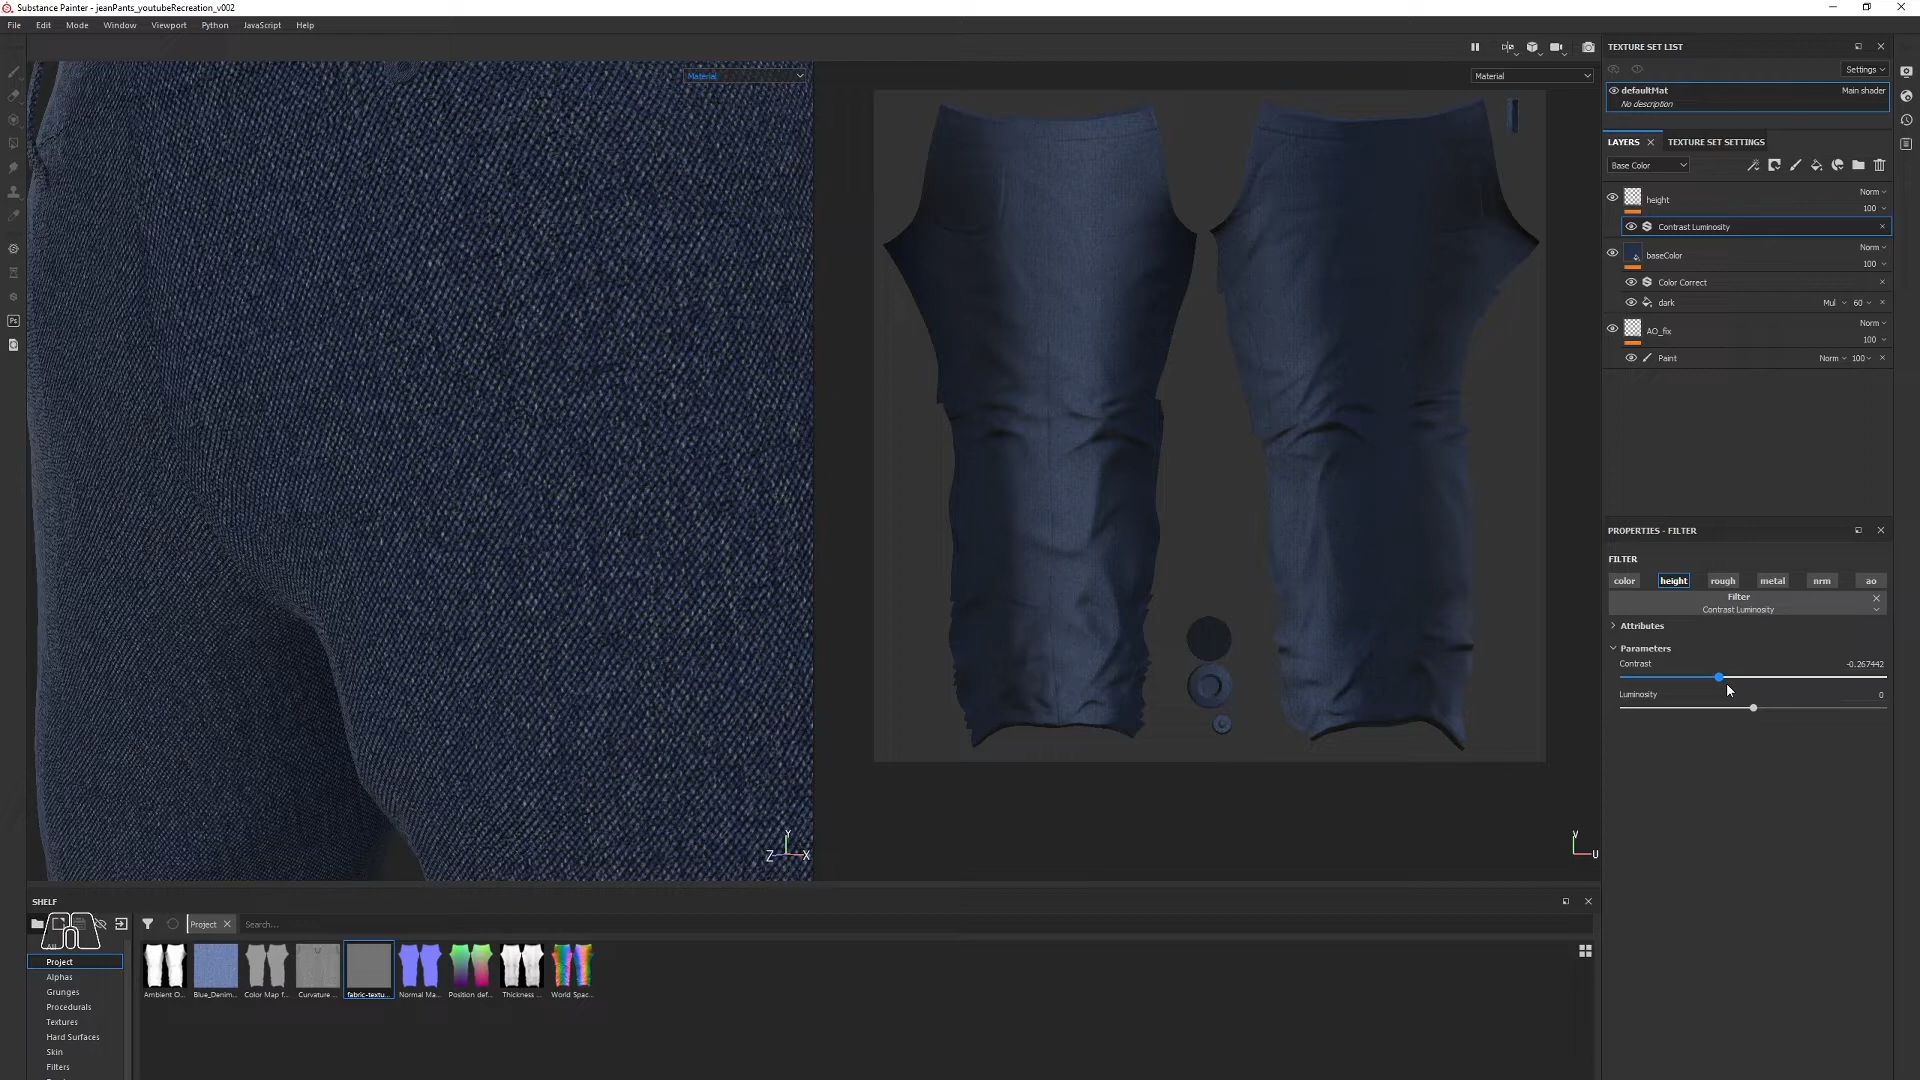 Substance Painter - jeanPants_youtubeRecreation_v002
File Edit Mode Window Viewport Python JavaScript Help
Material
Material
Z Y X
V U
TEXTURE SET LIST
Settings
defaultMat Main shader
No description
LAYERS TEXTURE SET SETTINGS
Base Color
height Norm
100
Contrast Luminosity
baseColor Norm
100
Color Correct
dark Mul 60
AO_fix Norm
100
Paint Norm 100
PROPERTIES - FILTER
FILTER
color height rough metal nrm ao
Filter
Contrast Luminosity
Attributes
Parameters
Contrast -0.267442
Luminosity 0
SHELF
Project Search...
Project
Alphas
Grunges
Procedurals
Textures
Hard Surfaces
Skin
Filters
Ambient O... Blue_Denim... Color Map f... Curvature ... fabric-textu... Normal Ma... Position def... Thickness ... World Spac...
Ps